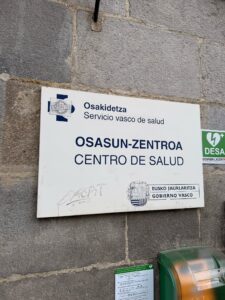 Osakidetza
Servicio vasco de salud
OSASUN-ZENTROA
CENTRO DE SALUD
EUSKO JAURLARITZA
GOBIERNO VASCO
DESA